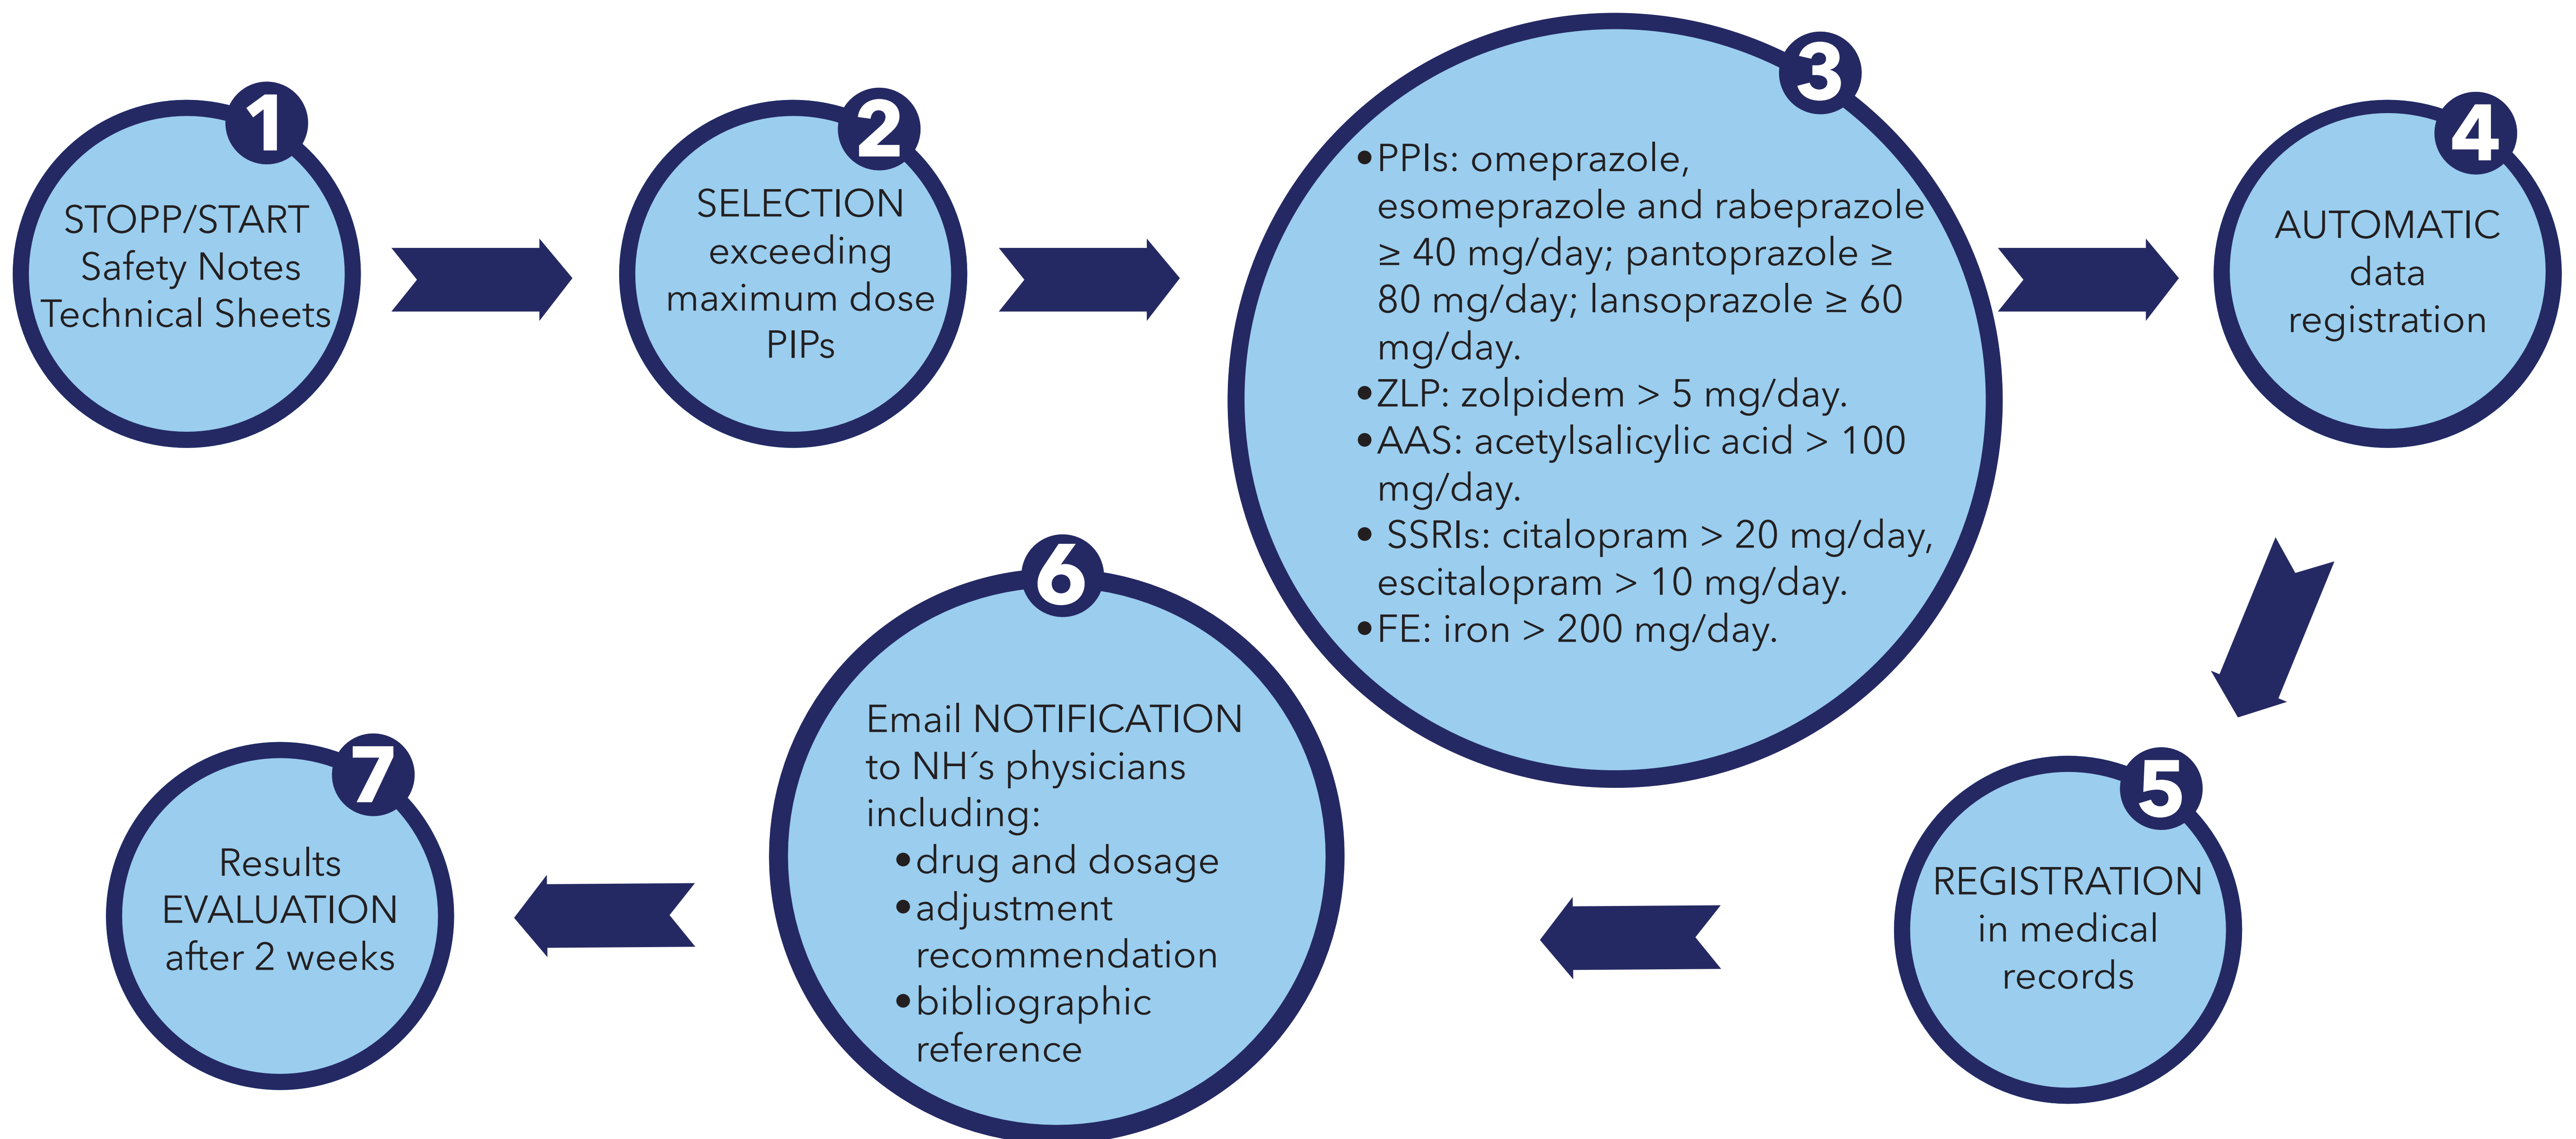 1
STOPP/START
Safety Notes
Technical Sheets
2
SELECTION
exceeding
maximum dose
PIPs
3
•PPIs: omeprazole,
esomeprazole and rabeprazole
≥ 40 mg/day; pantoprazole ≥
80 mg/day; lansoprazole ≥ 60
mg/day.
•ZLP: zolpidem > 5 mg/day.
•AAS: acetylsalicylic acid > 100
mg/day.
• SSRIs: citalopram > 20 mg/day,
escitalopram > 10 mg/day.
•FE: iron > 200 mg/day.
4
AUTOMATIC
data
registration
5
REGISTRATION
in medical
records
6
Email NOTIFICATION
to NH´s physicians
including:
•drug and dosage
•adjustment
recommendation
•bibliographic
reference
7
Results
EVALUATION
after 2 weeks